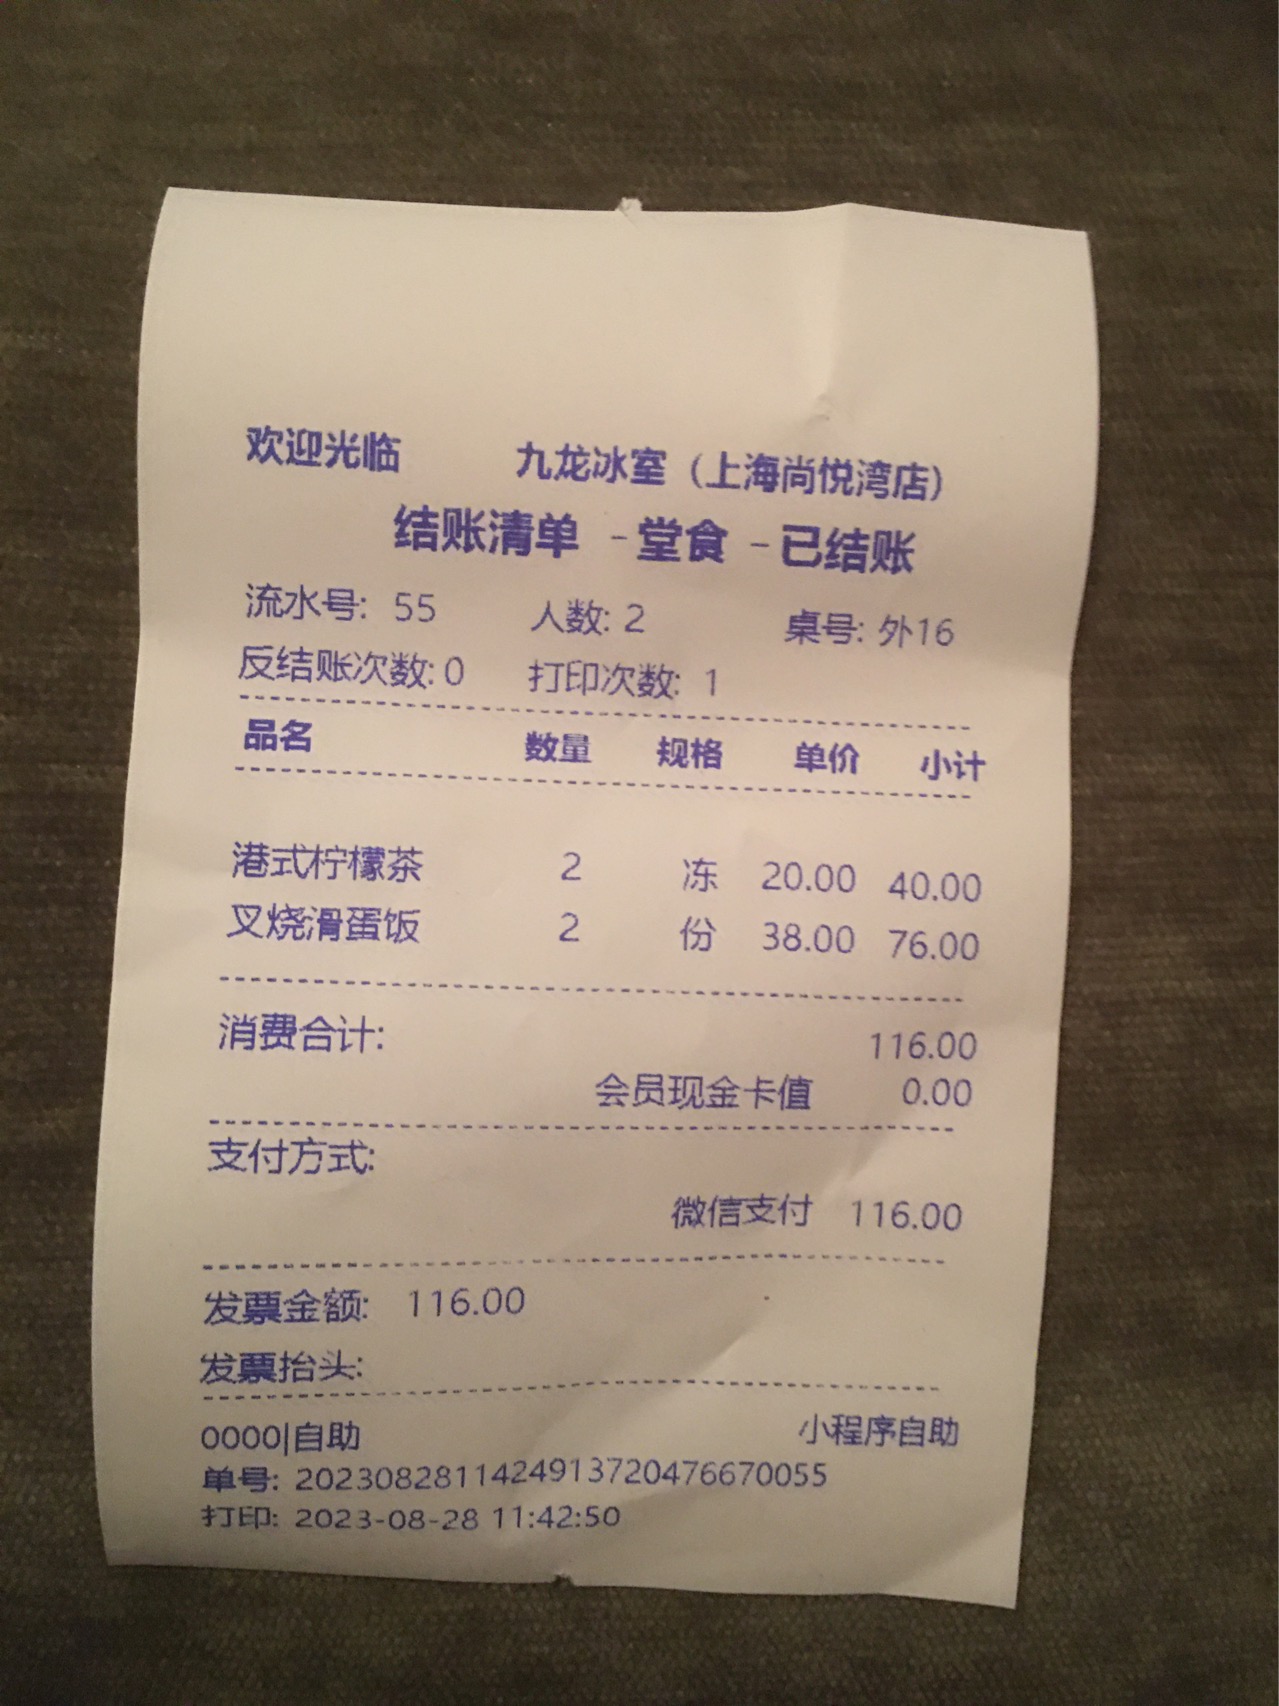 欢迎光临 九龙冰室（上海尚悦湾店）
结账清单 -堂食 -已结账
流水号: 55 人数: 2 桌号: 外16
反结账次数: 0 打印次数: 1
品名 数量 规格 单价 小计
港式柠檬茶 2 冻 20.00 40.00
叉烧滑蛋饭 2 份 38.00 76.00
消费合计: 116.00
会员现金卡值 0.00
支付方式:
微信支付 116.00
发票金额: 116.00
发票抬头:
0000|自助 小程序自助
单号: 2023082811424913720476670055
打印: 2023-08-28 11:42:50